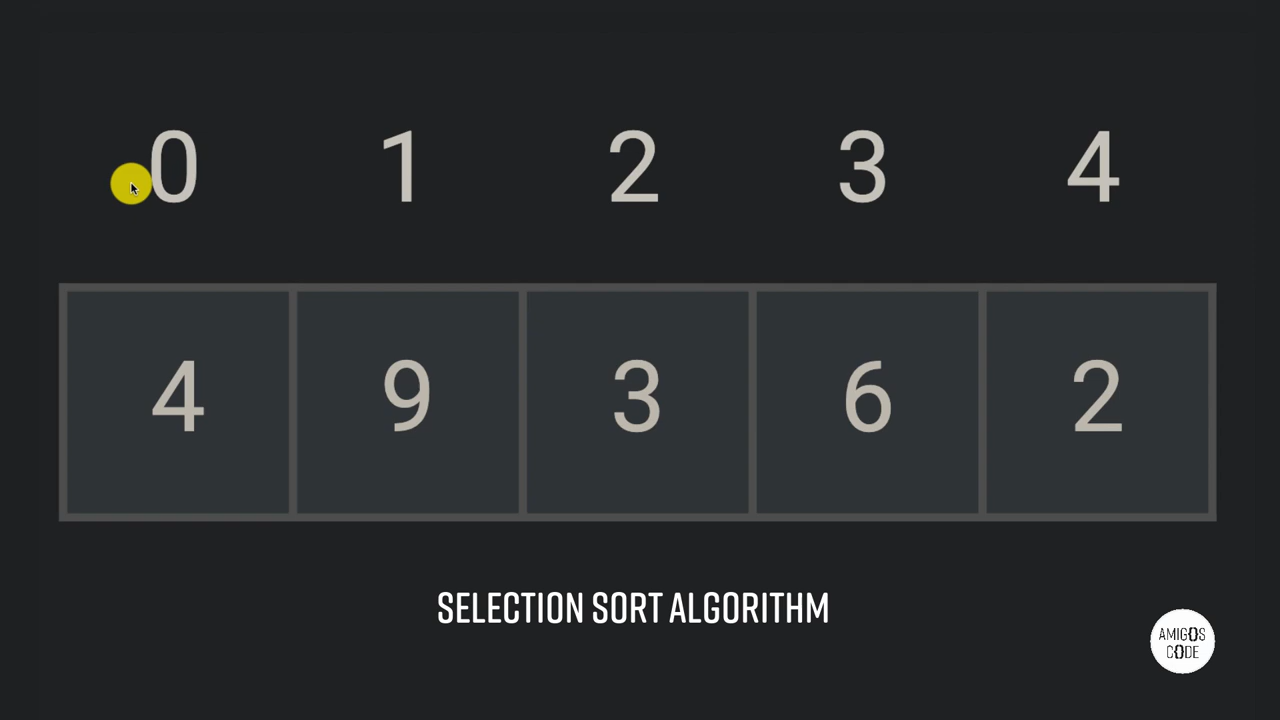 0 1 2 3 4
4 9 3 6 2
SELECTION SORT ALGORITHM
AMIGOS
CODE